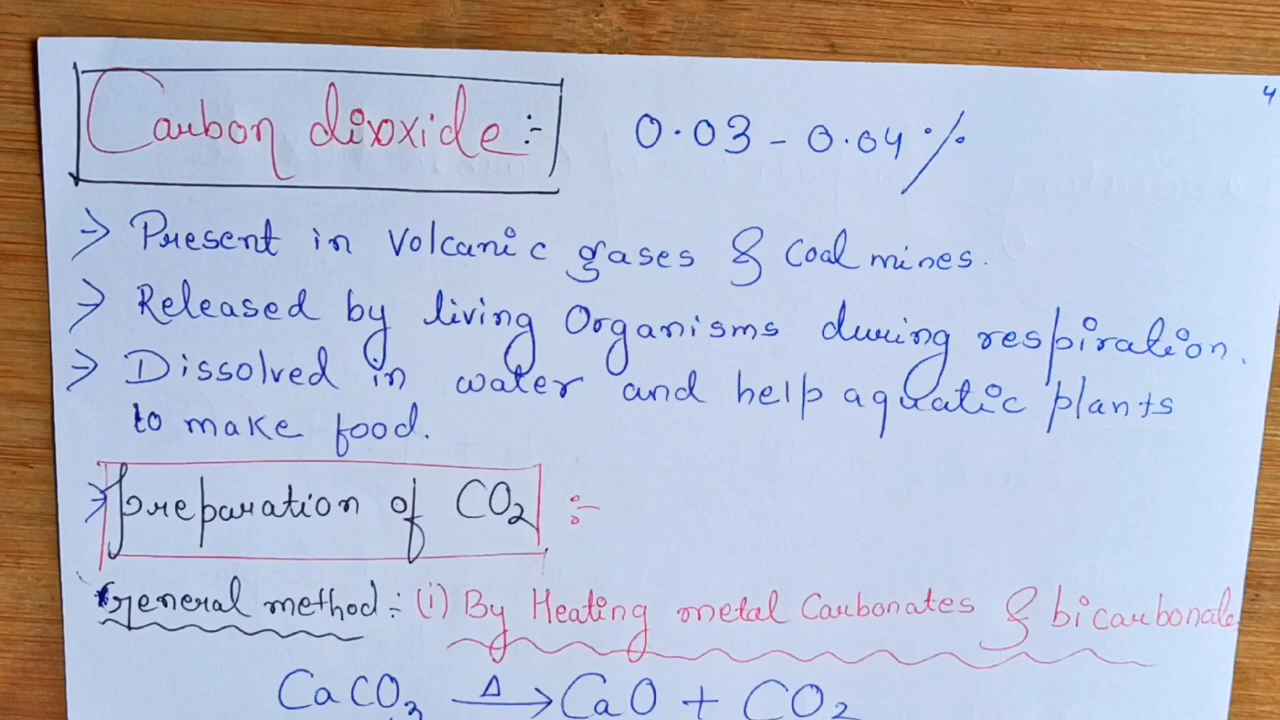 4
Carbon dioxide:- 0.03 - 0.04%
→ Present in Volcanic gases & Coal mines.
→ Released by living Organisms during respiration.
→ Dissolved in water and help aquatic plants
to make food.
→ Preparation of CO₂ :-
General method:- (i) By Heating metal Carbonates & bicarbonate
CaCO₃ —Δ→ CaO + CO₂